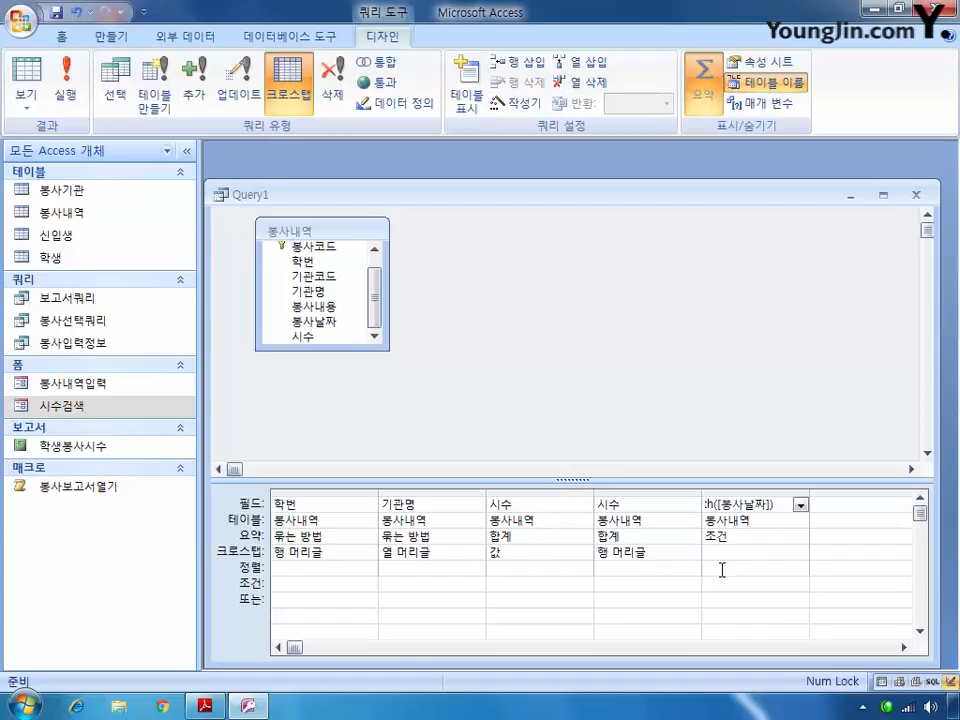 쿼리 도구
Microsoft Access
YoungJin.com Y.
홈
만들기
외부 데이터
데이터베이스 도구
디자인
보기
실행
결과
선택
테이블
만들기
추가
업데이트
크로스탭
삭제
통합
통과
데이터 정의
쿼리 유형
테이블
표시
행 삽입
행 삭제
작성기
열 삽입
열 삭제
반환:
쿼리 설정
요약
속성 시트
테이블 이름
매개 변수
표시/숨기기
모든 Access 개체
테이블
봉사기관
봉사내역
신입생
학생
쿼리
보고서쿼리
봉사선택쿼리
봉사입력정보
폼
봉사내역입력
시수검색
보고서
학생봉사시수
매크로
봉사보고서열기
Query1
봉사내역
봉사코드
학번
기관코드
기관명
봉사내용
봉사날짜
시수
필드: 학번 기관명 시수 시수 th([봉사날짜])
테이블: 봉사내역 봉사내역 봉사내역 봉사내역 봉사내역
요약: 묶는 방법 묶는 방법 합계 합계 조건
크로스탭: 행 머리글 열 머리글 값 행 머리글
정렬:
조건:
또는:
준비
Num Lock
SQL